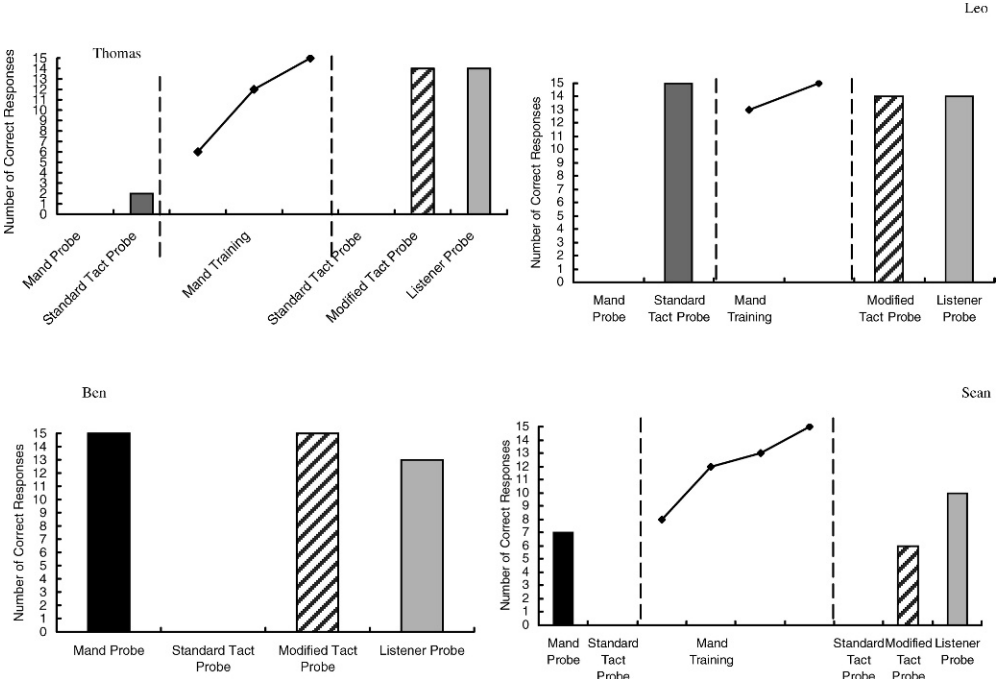 Thomas
Number of Correct Responses
15
14
13
12
11
10
9
8
7
6
5
4
3
2
1
0
Mand Probe
Standard Tact Probe
Mand Training
Standard Tact Probe
Modified Tact Probe
Listener Probe
Leo
Number of Correct Responses
15
14
13
12
11
10
9
8
7
6
5
4
3
2
1
0
Mand
Probe
Standard
Tact Probe
Mand
Training
Modified
Tact Probe
Listener
Probe
Ben
Number of Correct Responses
15
14
13
12
11
10
9
8
7
6
5
4
3
2
1
0
Mand Probe
Standard Tact
Probe
Modified Tact
Probe
Listener Probe
Sean
Number of Correct Responses
15
14
13
12
11
10
9
8
7
6
5
4
3
2
1
0
Mand
Probe
Standard
Tact
Probe
Mand
Training
Standard
Tact
Probe
Modified
Tact
Probe
Listener
Probe